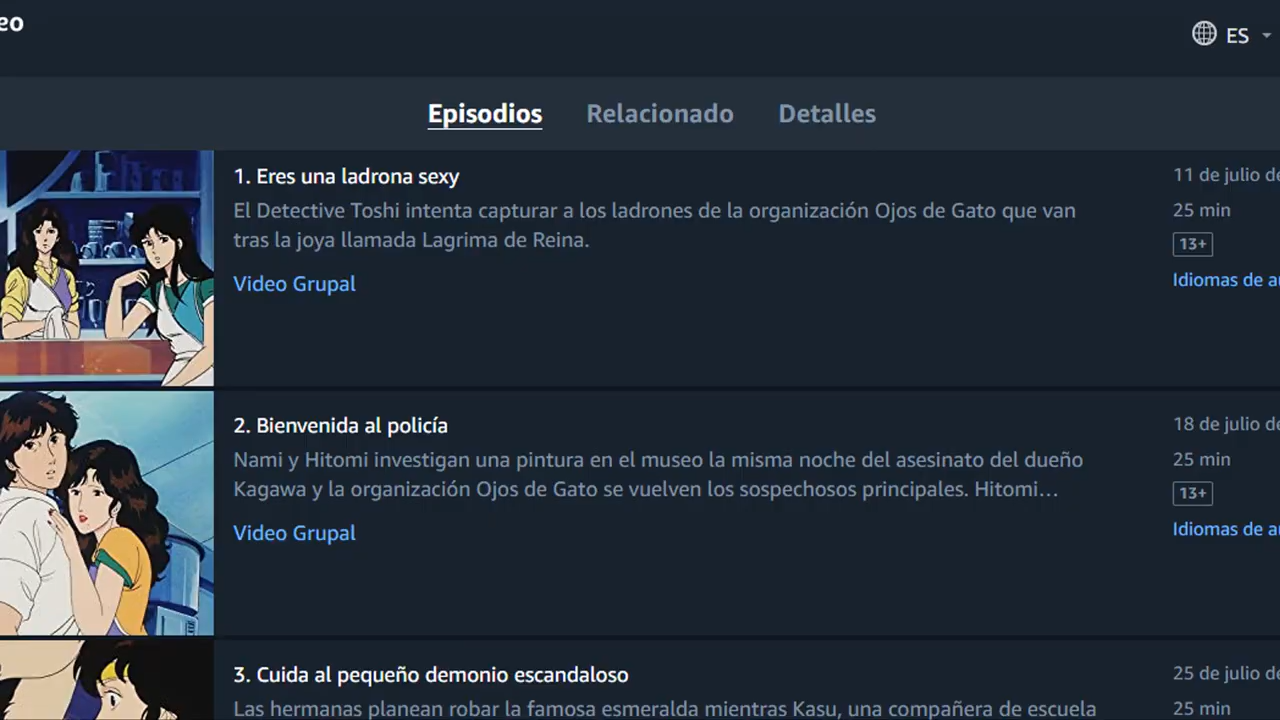 eo
ES
Episodios Relacionado Detalles
1. Eres una ladrona sexy
El Detective Toshi intenta capturar a los ladrones de la organización Ojos de Gato que van
tras la joya llamada Lagrima de Reina.
Video Grupal
11 de julio de
25 min
13+
Idiomas de au
2. Bienvenida al policía
Nami y Hitomi investigan una pintura en el museo la misma noche del asesinato del dueño
Kagawa y la organización Ojos de Gato se vuelven los sospechosos principales. Hitomi…
Video Grupal
18 de julio de
25 min
13+
Idiomas de au
3. Cuida al pequeño demonio escandaloso
Las hermanas planean robar la famosa esmeralda mientras Kasu, una compañera de escuela
25 de julio de
25 min